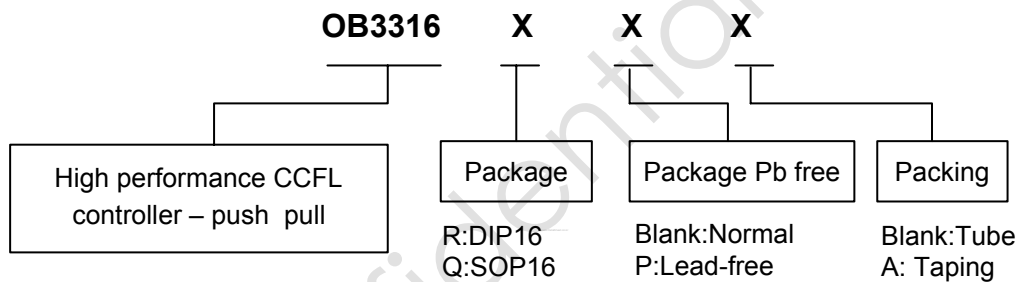 OB3316 X X X
High performance CCFL
controller – push pull
Package
R:DIP16
Q:SOP16
Package Pb free
Blank:Normal
P:Lead-free
Packing
Blank:Tube
A: Taping